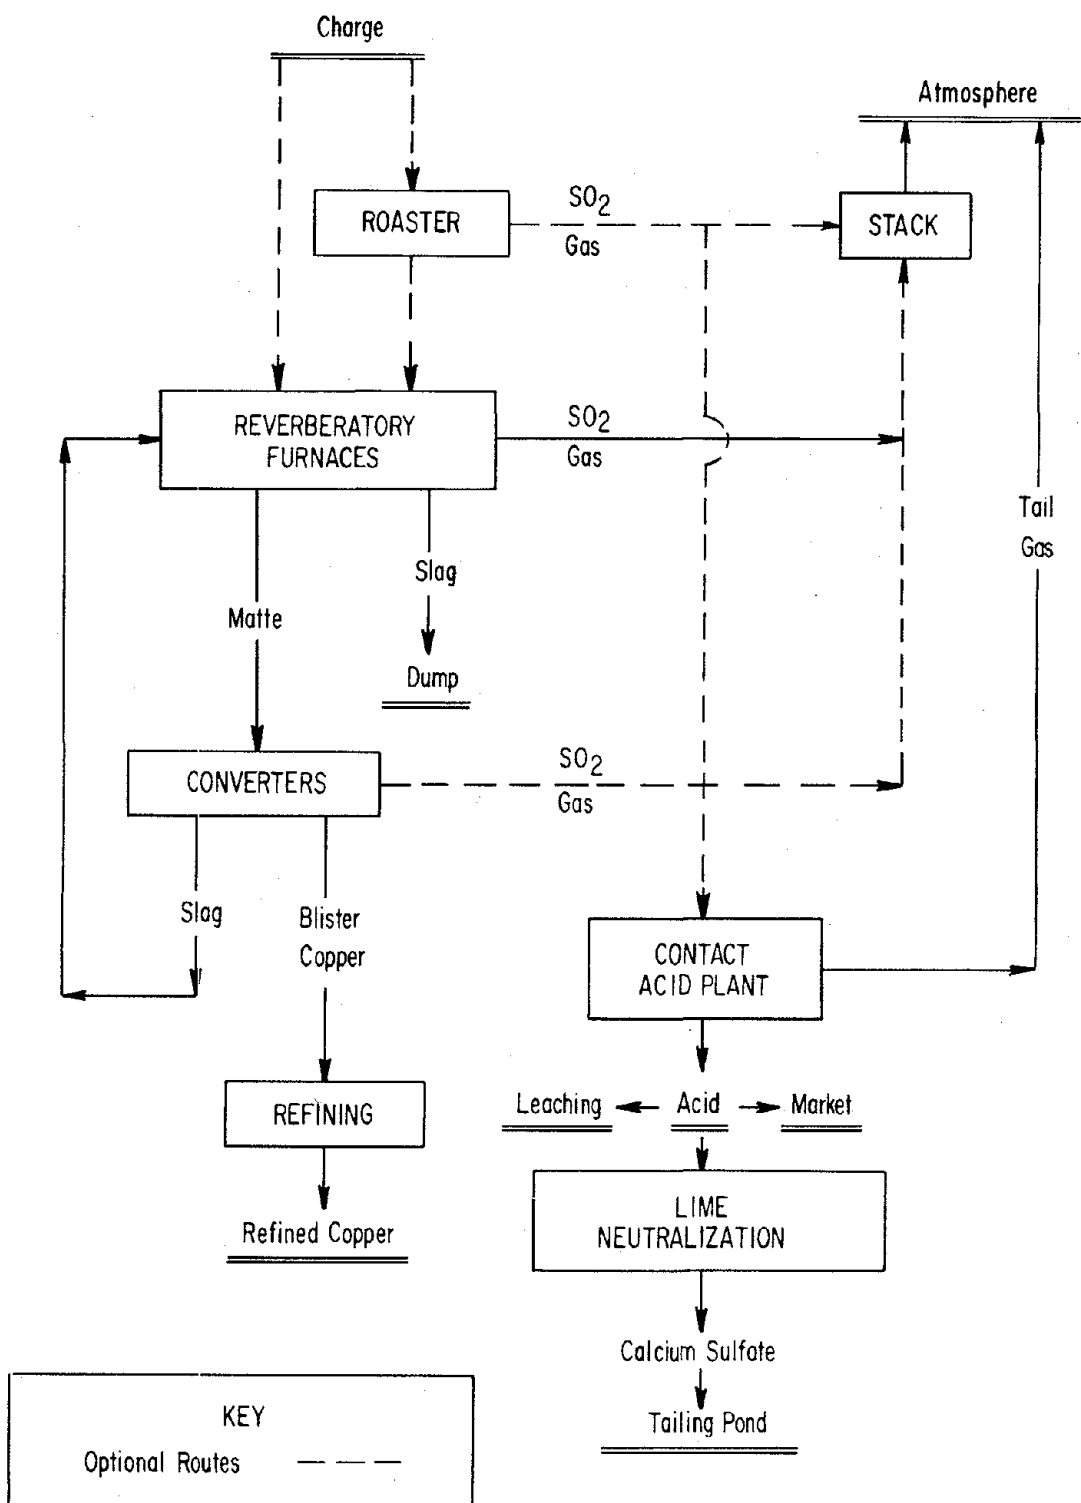 Charge
Atmosphere
ROASTER
SO2
Gas
STACK
REVERBERATORY
FURNACES
SO2
Gas
Tail
Gas
Slag
Matte
Dump
CONVERTERS
SO2
Gas
Slag
Blister
Copper
CONTACT
ACID PLANT
REFINING
Leaching
Acid
Market
LIME
NEUTRALIZATION
Refined Copper
Calcium Sulfate
Tailing Pond
KEY
Optional Routes